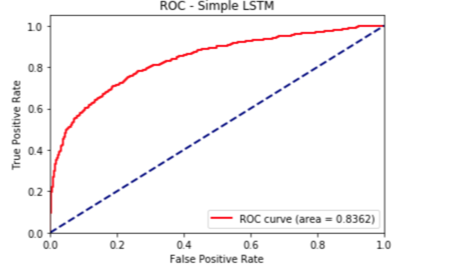 ROC - Simple LSTM
True Positive Rate
1.0
0.8
0.6
0.4
0.2
0.0
0.0 0.2 0.4 0.6 0.8 1.0
False Positive Rate
ROC curve (area = 0.8362)